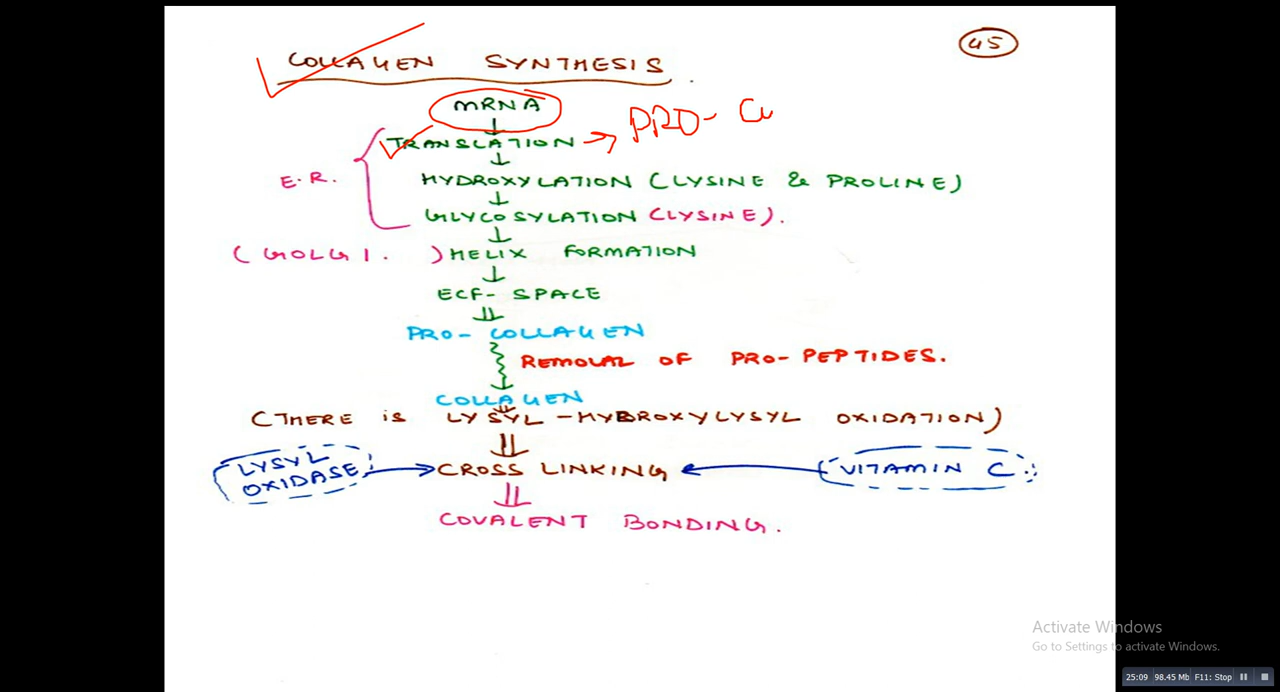 45
COLLAGEN SYNTHESIS
mRNA
TRANSLATION → PRO-
E.R.
HYDROXYLATION (LYSINE & PROLINE)
GLYCOSYLATION (LYSINE).
(GOLGI. ) HELIX FORMATION
ECF- SPACE
PRO- COLLAGEN
REMOVAL OF PRO-PEPTIDES.
COLLAGEN
(THERE is LYSYL -HYDROXYLYSYL OXIDATION)
LYSYL OXIDASE → CROSS LINKING ← VITAMIN C.
COVALENT BONDING.
Activate Windows
Go to Settings to activate Windows.
25:09 98.45 Mb F11: Stop